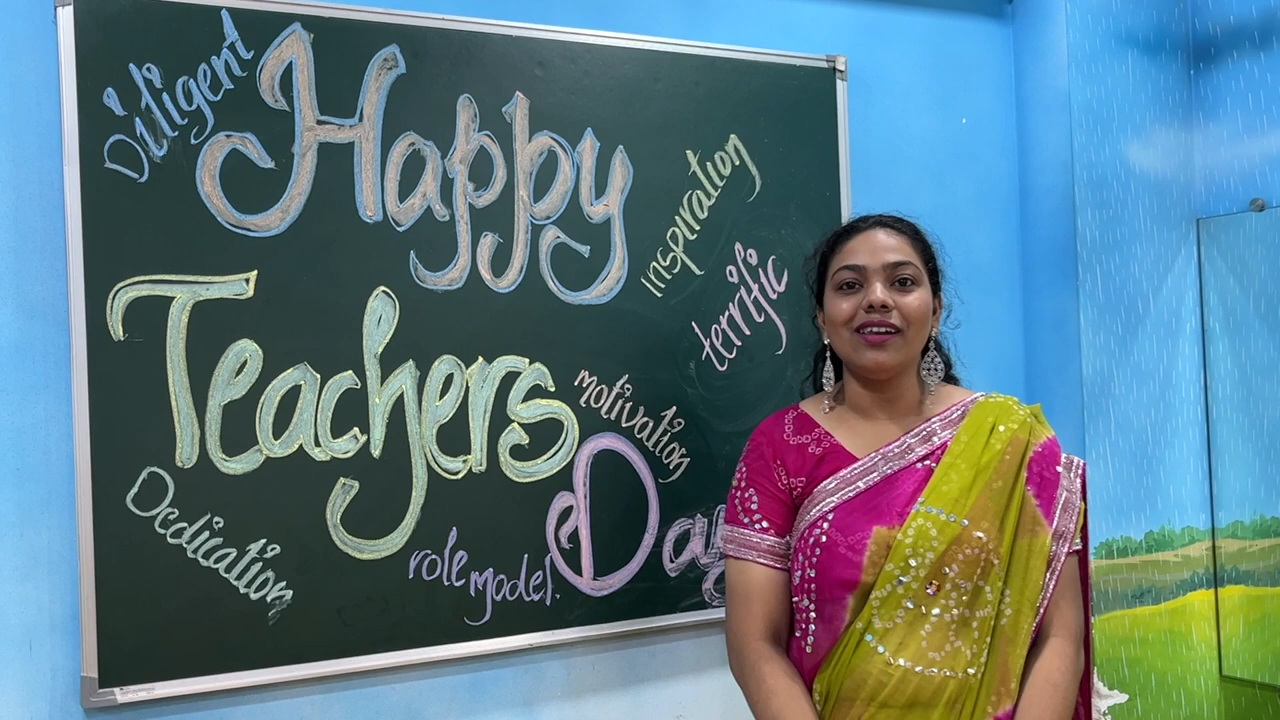 Diligent
Happy
Inspiration
terrific
Teachers
motivation
Day
Dedication
role model